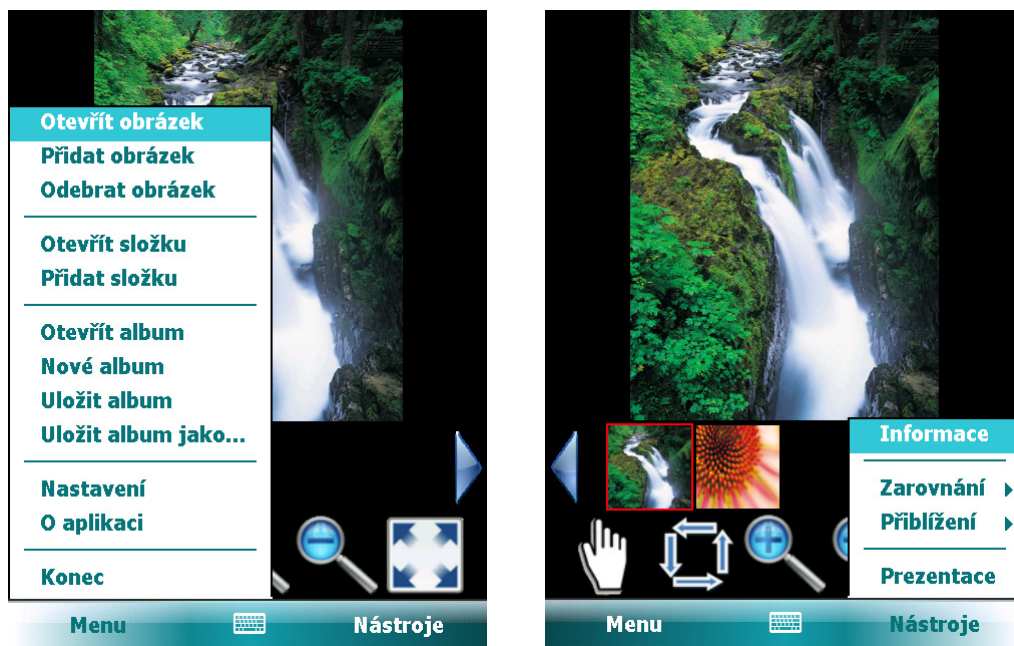 Otevřít obrázek
Přidat obrázek
Odebrat obrázek
Otevřít složku
Přidat složku
Otevřít album
Nové album
Uložit album
Uložit album jako...
Nastavení
O aplikaci
Konec
Menu
Nástroje
Informace
Zarovnání
Přiblížení
Prezentace
Menu
Nástroje